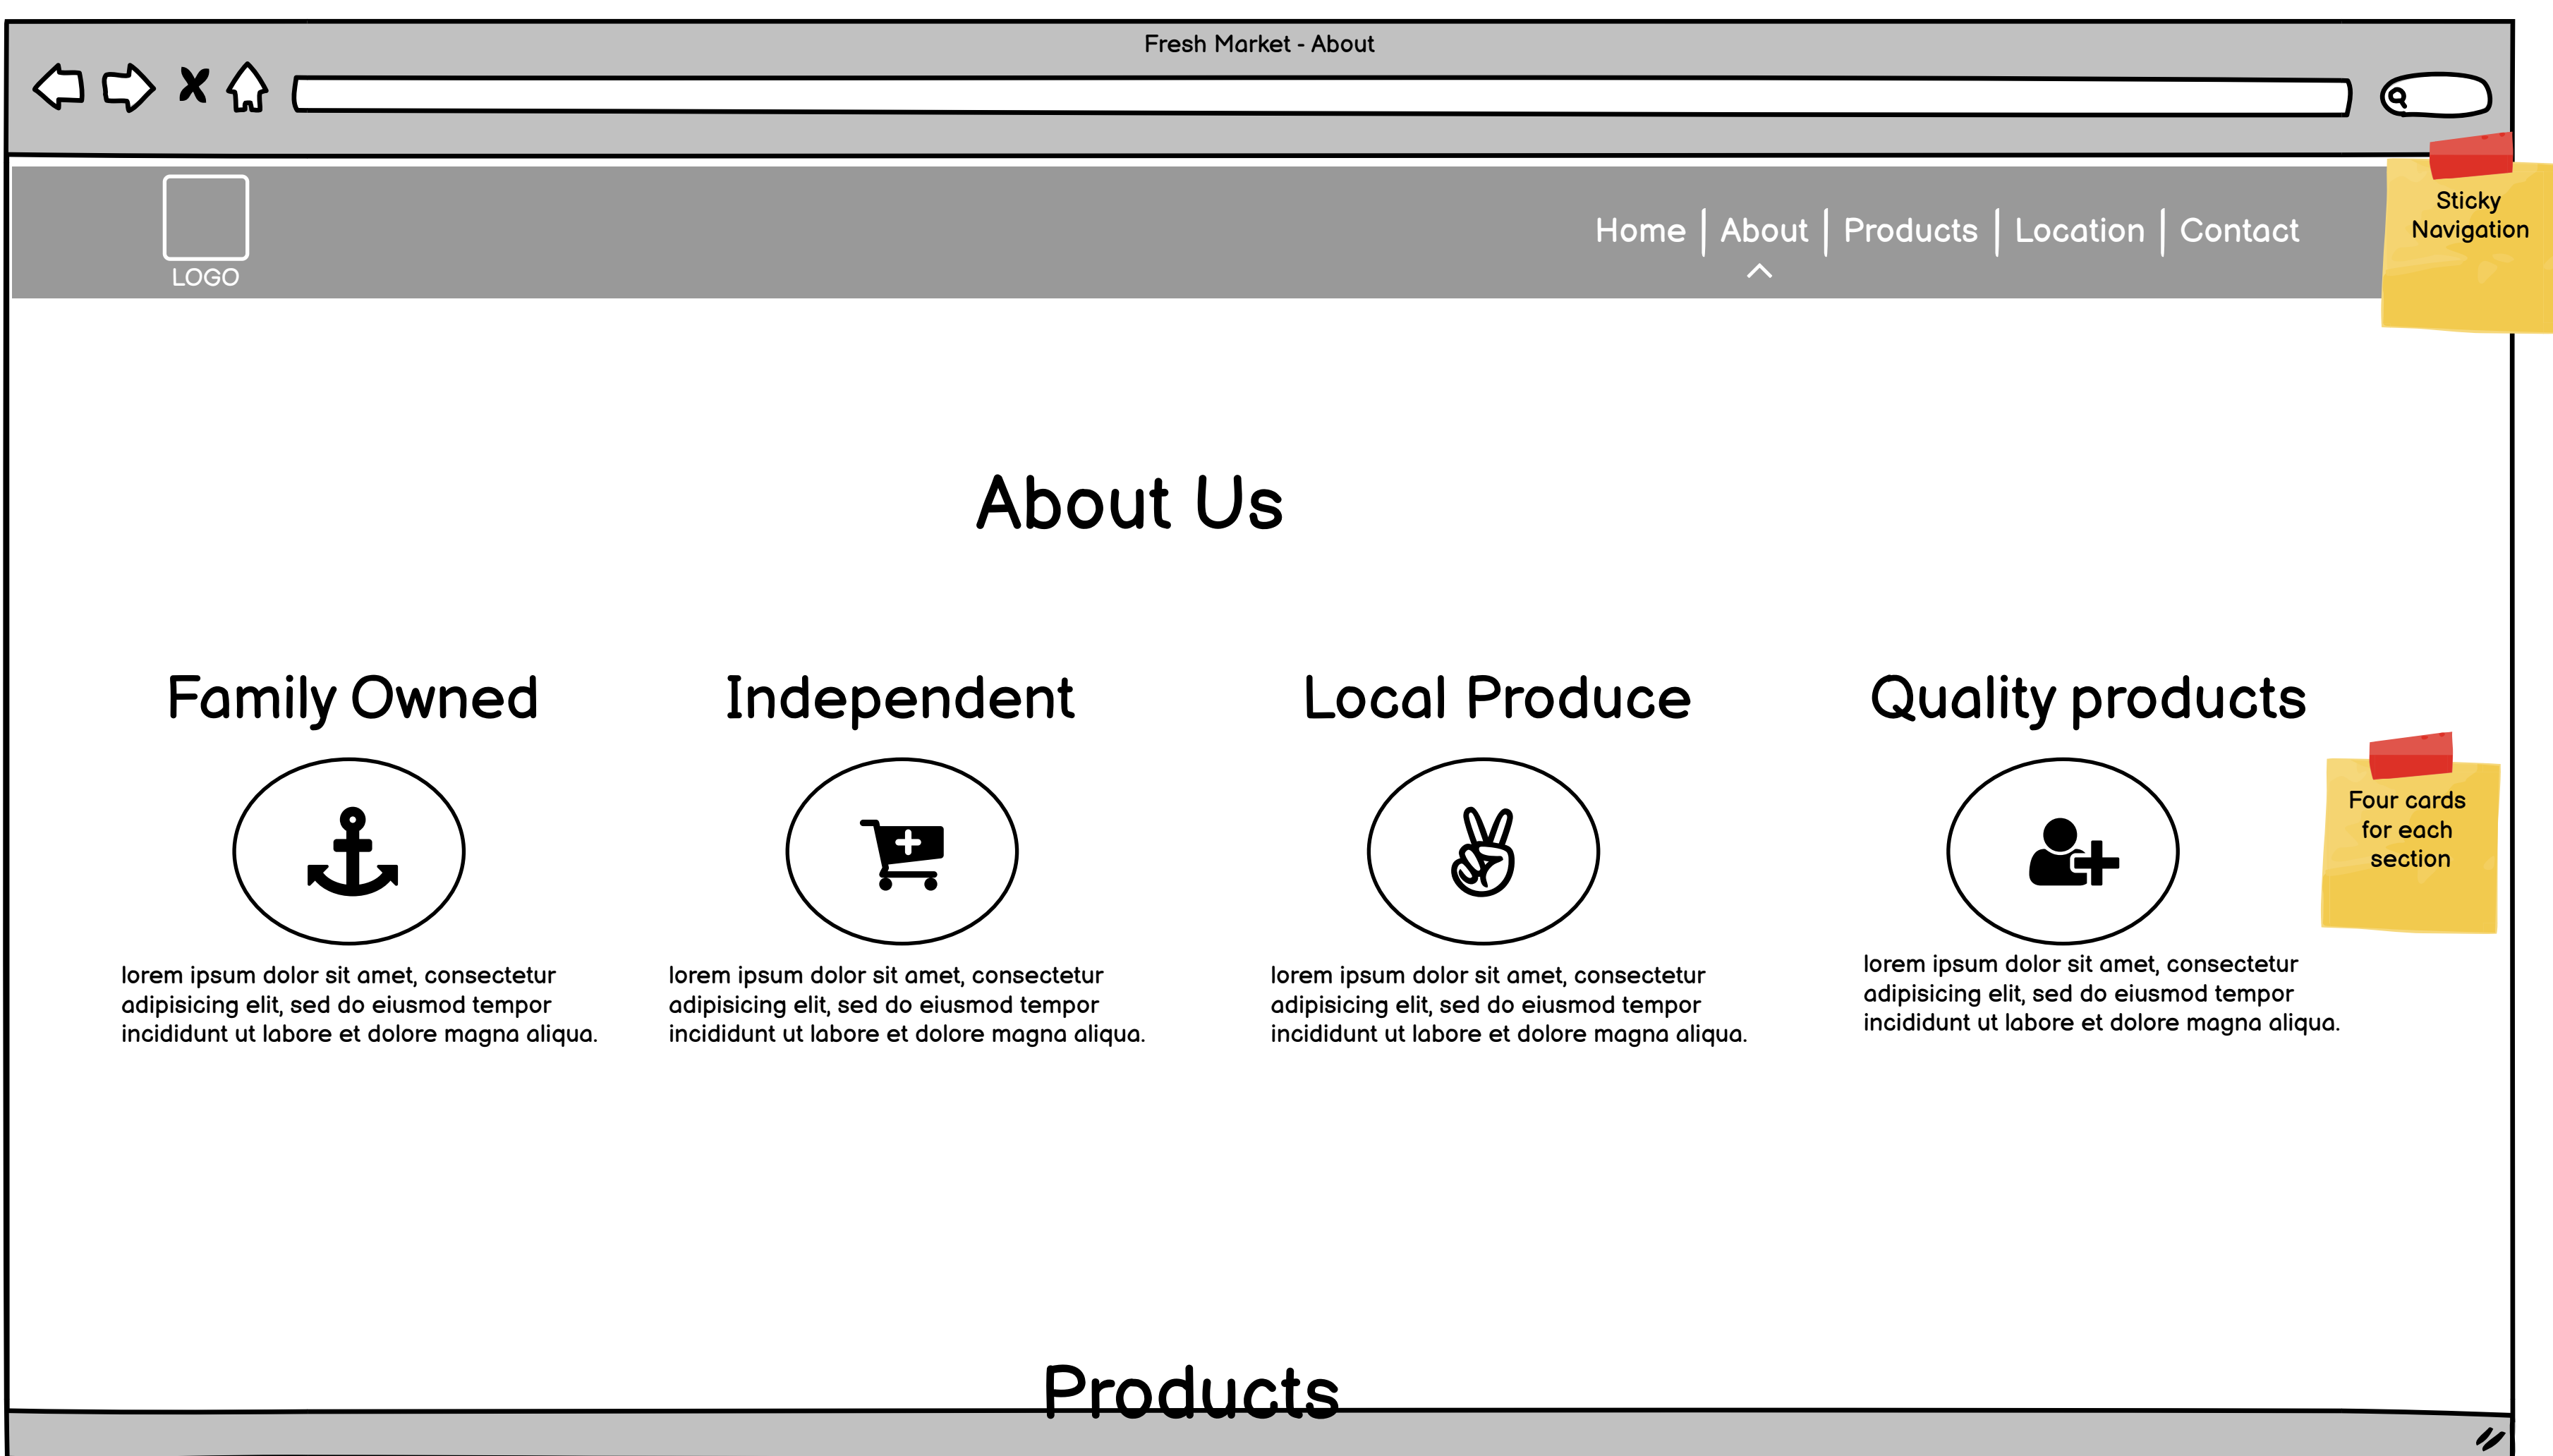 Fresh Market - About
LOGO
Home | About | Products | Location | Contact
Sticky
Navigation
About Us
Family Owned
Independent
Local Produce
Quality products
Four cards
for each
section
lorem ipsum dolor sit amet, consectetur
adipisicing elit, sed do eiusmod tempor
incididunt ut labore et dolore magna aliqua.
lorem ipsum dolor sit amet, consectetur
adipisicing elit, sed do eiusmod tempor
incididunt ut labore et dolore magna aliqua.
lorem ipsum dolor sit amet, consectetur
adipisicing elit, sed do eiusmod tempor
incididunt ut labore et dolore magna aliqua.
lorem ipsum dolor sit amet, consectetur
adipisicing elit, sed do eiusmod tempor
incididunt ut labore et dolore magna aliqua.
Products